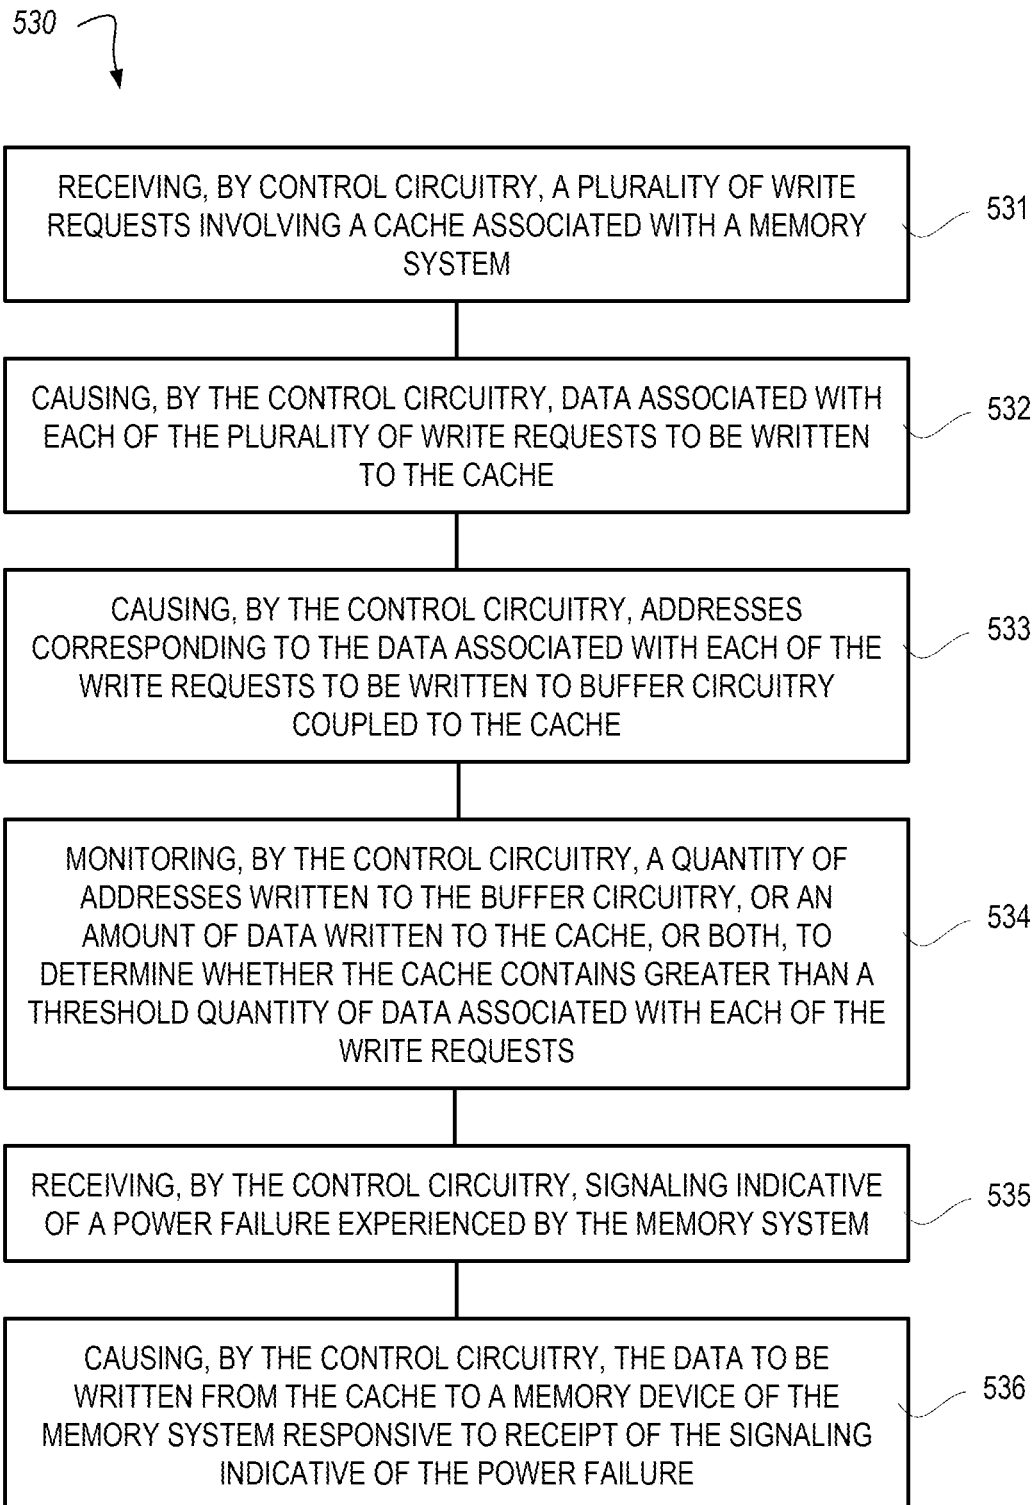 530
RECEIVING, BY CONTROL CIRCUITRY, A PLURALITY OF WRITE
REQUESTS INVOLVING A CACHE ASSOCIATED WITH A MEMORY
SYSTEM
531
CAUSING, BY THE CONTROL CIRCUITRY, DATA ASSOCIATED WITH
EACH OF THE PLURALITY OF WRITE REQUESTS TO BE WRITTEN
TO THE CACHE
532
CAUSING, BY THE CONTROL CIRCUITRY, ADDRESSES
CORRESPONDING TO THE DATA ASSOCIATED WITH EACH OF THE
WRITE REQUESTS TO BE WRITTEN TO BUFFER CIRCUITRY
COUPLED TO THE CACHE
533
MONITORING, BY THE CONTROL CIRCUITRY, A QUANTITY OF
ADDRESSES WRITTEN TO THE BUFFER CIRCUITRY, OR AN
AMOUNT OF DATA WRITTEN TO THE CACHE, OR BOTH, TO
DETERMINE WHETHER THE CACHE CONTAINS GREATER THAN A
THRESHOLD QUANTITY OF DATA ASSOCIATED WITH EACH OF THE
WRITE REQUESTS
534
RECEIVING, BY THE CONTROL CIRCUITRY, SIGNALING INDICATIVE
OF A POWER FAILURE EXPERIENCED BY THE MEMORY SYSTEM
535
CAUSING, BY THE CONTROL CIRCUITRY, THE DATA TO BE
WRITTEN FROM THE CACHE TO A MEMORY DEVICE OF THE
MEMORY SYSTEM RESPONSIVE TO RECEIPT OF THE SIGNALING
INDICATIVE OF THE POWER FAILURE
536